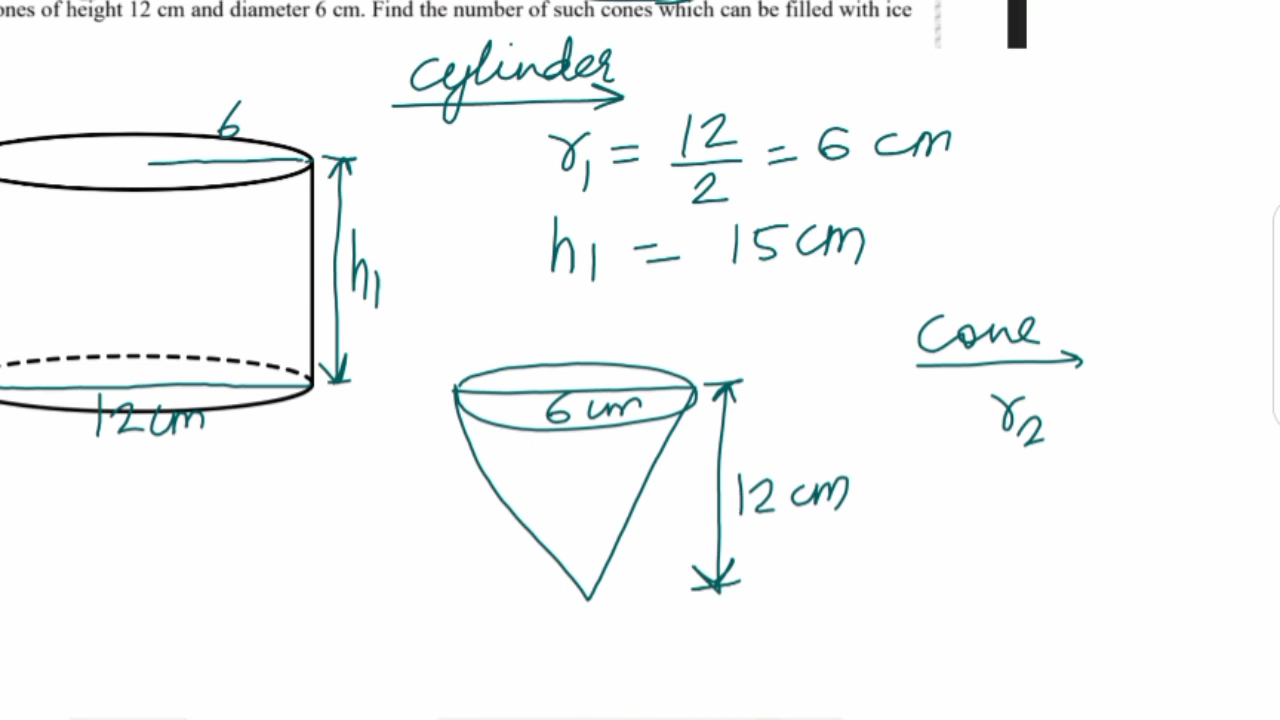 ones of height 12 cm and diameter 6 cm. Find the number of such cones which can be filled with ice
cylinder
6
r₁ = 12/2 = 6 cm
h₁ = 15 cm
h₁
cone
6 cm
r₂
12 cm
12 cm